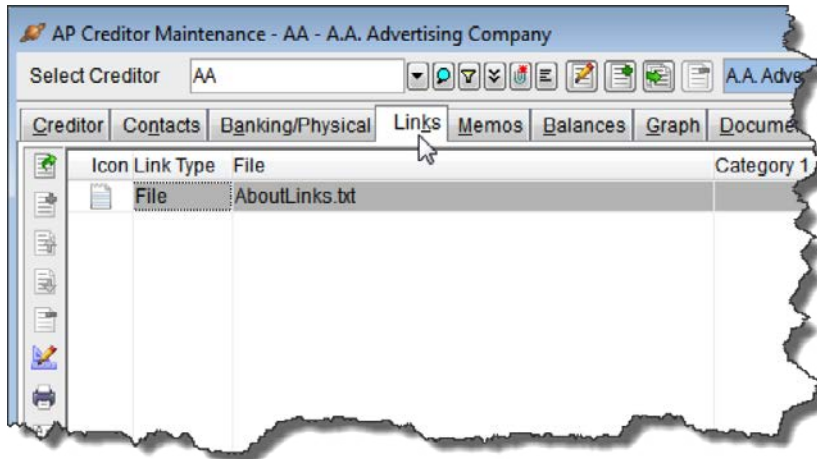 AP Creditor Maintenance - AA - A.A. Advertising Company
Select Creditor AA A.A. Adve
Creditor Contacts Banking/Physical Links Memos Balances Graph Docume
Icon Link Type File Category 1
File AboutLinks.txt